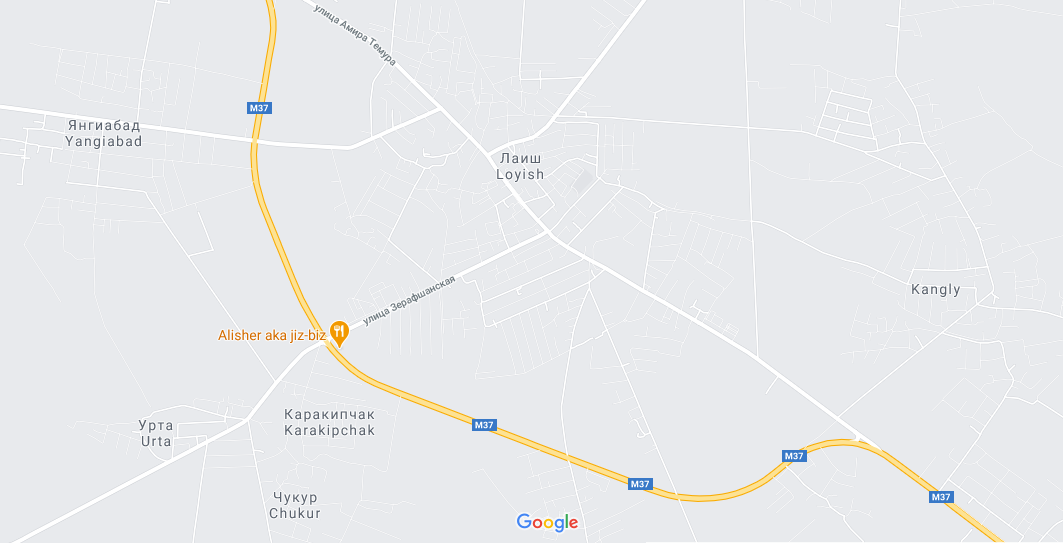 улица Амира Темура
M37
Янгиабад
Yangiabad
Лаиш
Loyish
Kangly
улица Зерафшанская
Alisher aka jiz-biz
Каракипчак
Karakipchak
Урта
Urta
M37
M37
M37
M37
Чукур
Chukur
Google